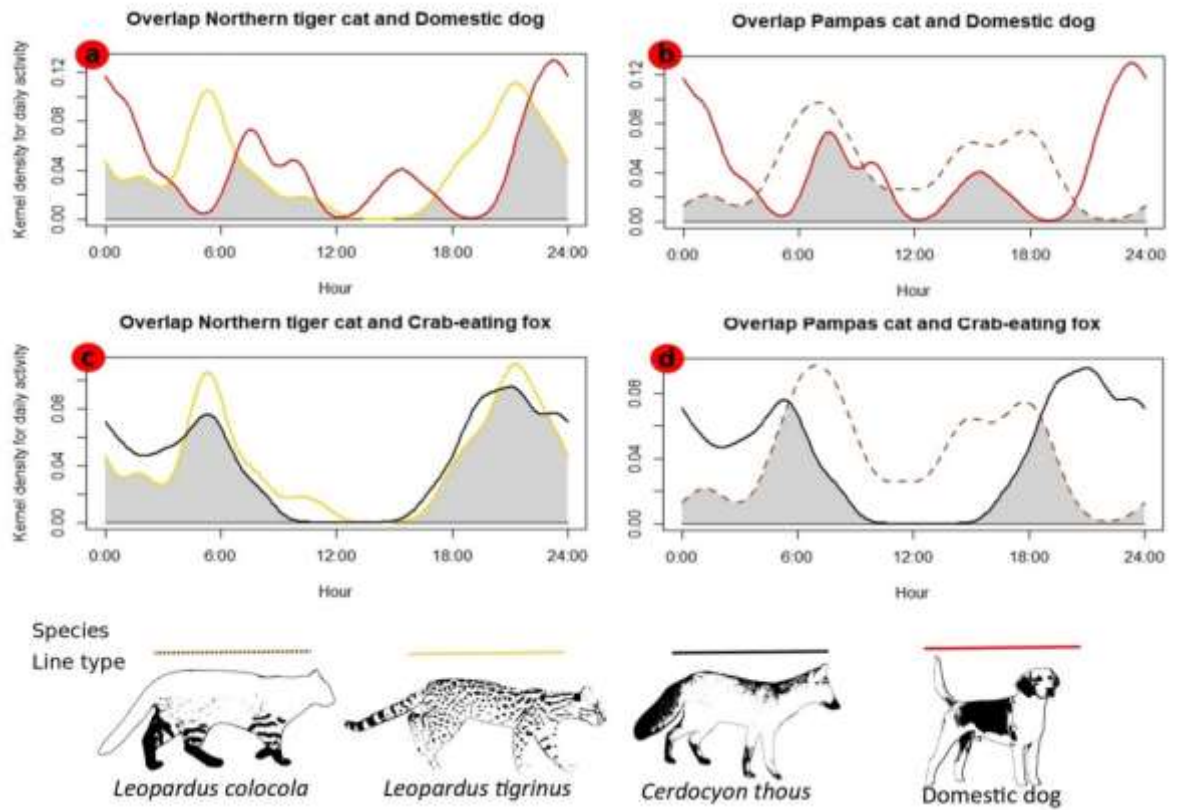 Overlap Northern tiger cat and Domestic dog
a
Kernel density for daily activity
0.00 0.04 0.08 0.12
0:00 6:00 12:00 18:00 24:00
Hour
Overlap Pampas cat and Domestic dog
b
0.00 0.04 0.08 0.12
0:00 6:00 12:00 18:00 24:00
Hour
Overlap Northern tiger cat and Crab-eating fox
c
Kernel density for daily activity
0.00 0.04 0.08
0:00 6:00 12:00 18:00 24:00
Hour
Overlap Pampas cat and Crab-eating fox
d
0.00 0.04 0.08
0:00 6:00 12:00 18:00 24:00
Hour
Species
Line type
Leopardus colocola
Leopardus tigrinus
Cerdocyon thous
Domestic dog